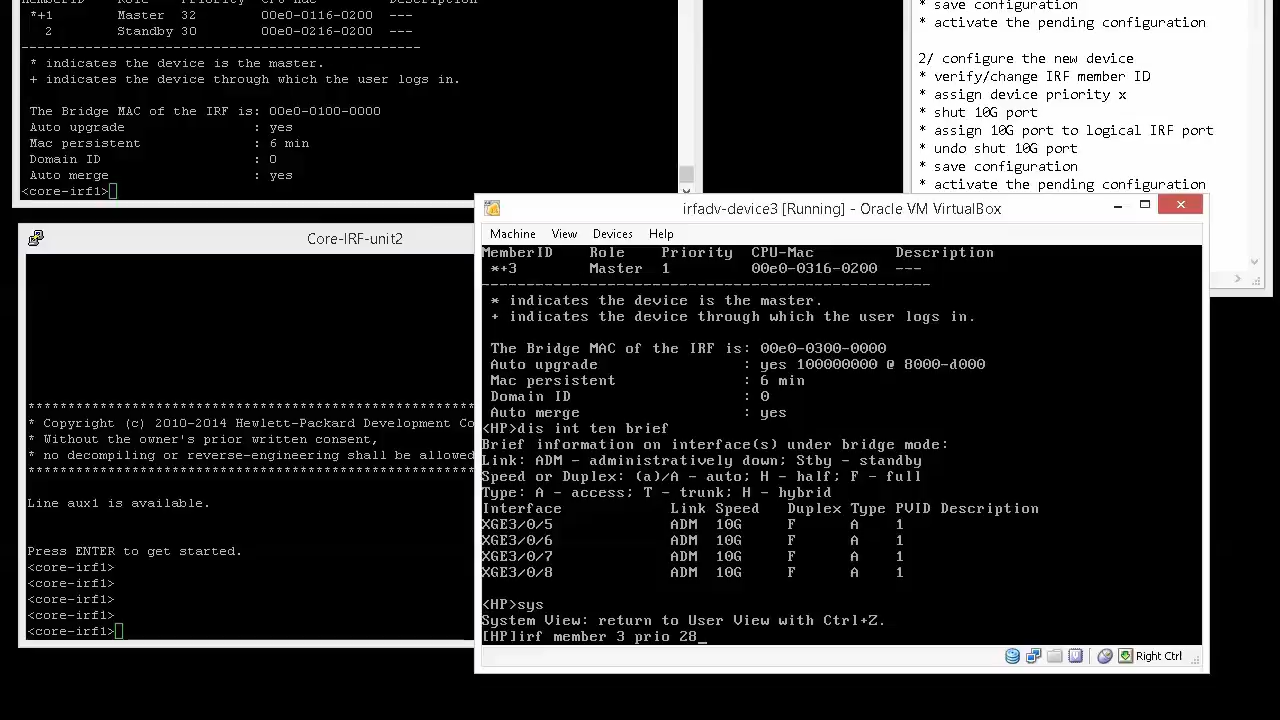 MemberID    Role    Priority  CPU-Mac         Description
*+1        Master  32        00e0-0116-0200  ---
2        Standby 30        00e0-0216-0200  ---
--------------------------------------------------
* indicates the device is the master.
+ indicates the device through which the user logs in.
The Bridge MAC of the IRF is: 00e0-0100-0000
Auto upgrade                : yes
Mac persistent              : 6 min
Domain ID                   : 0
Auto merge                  : yes
<core-irf1>
* save configuration
* activate the pending configuration
2/ configure the new device
* verify/change IRF member ID
* assign device priority x
* shut 10G port
* assign 10G port to logical IRF port
* undo shut 10G port
* save configuration
* activate the pending configuration
Core-IRF-unit2
******************************************************
* Copyright (c) 2010-2014 Hewlett-Packard Development Co
* Without the owner's prior written consent,
* no decompiling or reverse-engineering shall be allowed
******************************************************
Line aux1 is available.
Press ENTER to get started.
<core-irf1>
<core-irf1>
<core-irf1>
<core-irf1>
<core-irf1>
irfadv-device3 [Running] - Oracle VM VirtualBox
Machine View Devices Help
MemberID    Role    Priority  CPU-Mac         Description
*+3        Master  1         00e0-0316-0200  ---
--------------------------------------------------
* indicates the device is the master.
+ indicates the device through which the user logs in.
The Bridge MAC of the IRF is: 00e0-0300-0000
Auto upgrade                : yes 100000000 @ 8000-d000
Mac persistent              : 6 min
Domain ID                   : 0
Auto merge                  : yes
<HP>dis int ten brief
Brief information on interface(s) under bridge mode:
Link: ADM - administratively down; Stby - standby
Speed or Duplex: (a)/A - auto; H - half; F - full
Type: A - access; T - trunk; H - hybrid
Interface            Link Speed   Duplex Type PVID Description
XGE3/0/5             ADM  10G     F      A    1
XGE3/0/6             ADM  10G     F      A    1
XGE3/0/7             ADM  10G     F      A    1
XGE3/0/8             ADM  10G     F      A    1
<HP>sys
System View: return to User View with Ctrl+Z.
[HP]irf member 3 prio 28_
Right Ctrl